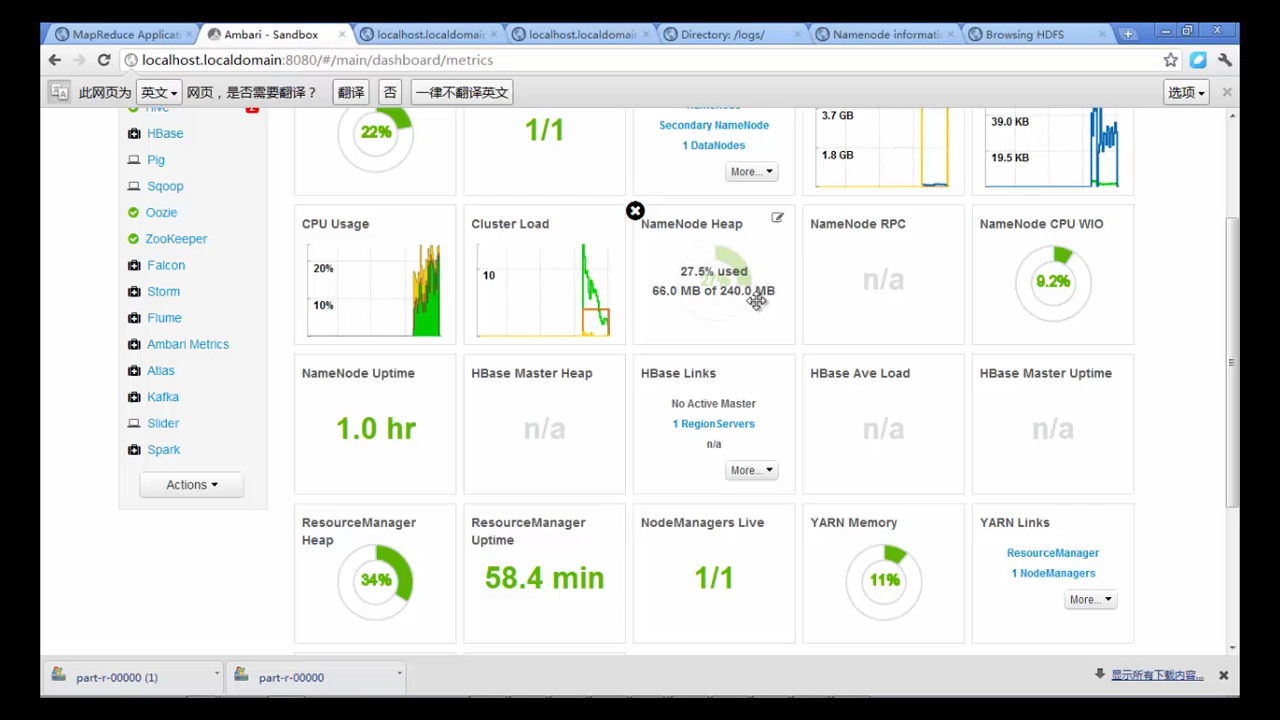 MapReduce Applicati
Ambari - Sandbox
localhost.localdomain
localhost.localdomain
Directory: /logs/
Namenode informati
Browsing HDFS
localhost.localdomain:8080/#/main/dashboard/metrics
此网页为 英文 网页，是否需要翻译？ 翻译 否 一律不翻译英文 选项
Hive
2
HBase
Pig
Sqoop
Oozie
ZooKeeper
Falcon
Storm
Flume
Ambari Metrics
Atlas
Kafka
Slider
Spark
Actions
22%
1/1
NameNode
Secondary NameNode
1 DataNodes
More...
3.7 GB
1.8 GB
39.0 KB
19.5 KB
CPU Usage
20%
10%
Cluster Load
10
NameNode Heap
27.5% used
66.0 MB of 240.0 MB
NameNode RPC
n/a
NameNode CPU WIO
9.2%
NameNode Uptime
1.0 hr
HBase Master Heap
n/a
HBase Links
No Active Master
1 RegionServers
n/a
More...
HBase Ave Load
n/a
HBase Master Uptime
n/a
ResourceManager
Heap
34%
ResourceManager
Uptime
58.4 min
NodeManagers Live
1/1
YARN Memory
11%
YARN Links
ResourceManager
1 NodeManagers
More...
part-r-00000 (1)
part-r-00000
显示所有下载内容...